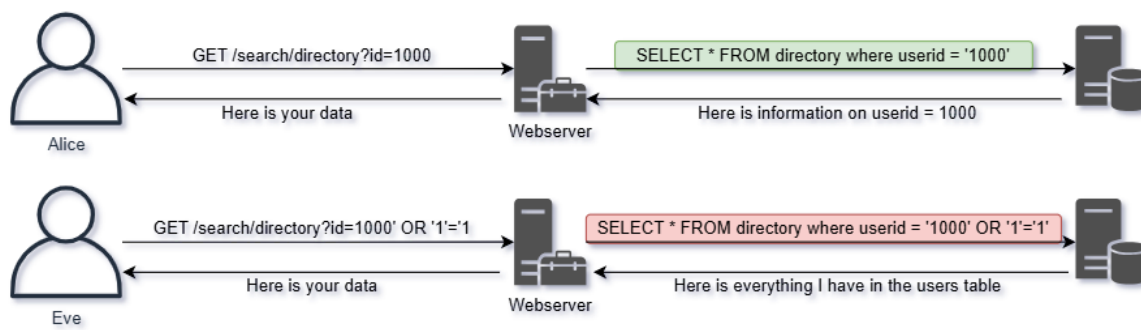 GET /search/directory?id=1000
SELECT * FROM directory where userid = '1000'
Here is your data
Webserver
Here is information on userid = 1000
Alice
GET /search/directory?id=1000' OR '1'='1
SELECT * FROM directory where userid = '1000' OR '1'='1'
Here is your data
Webserver
Here is everything I have in the users table
Eve